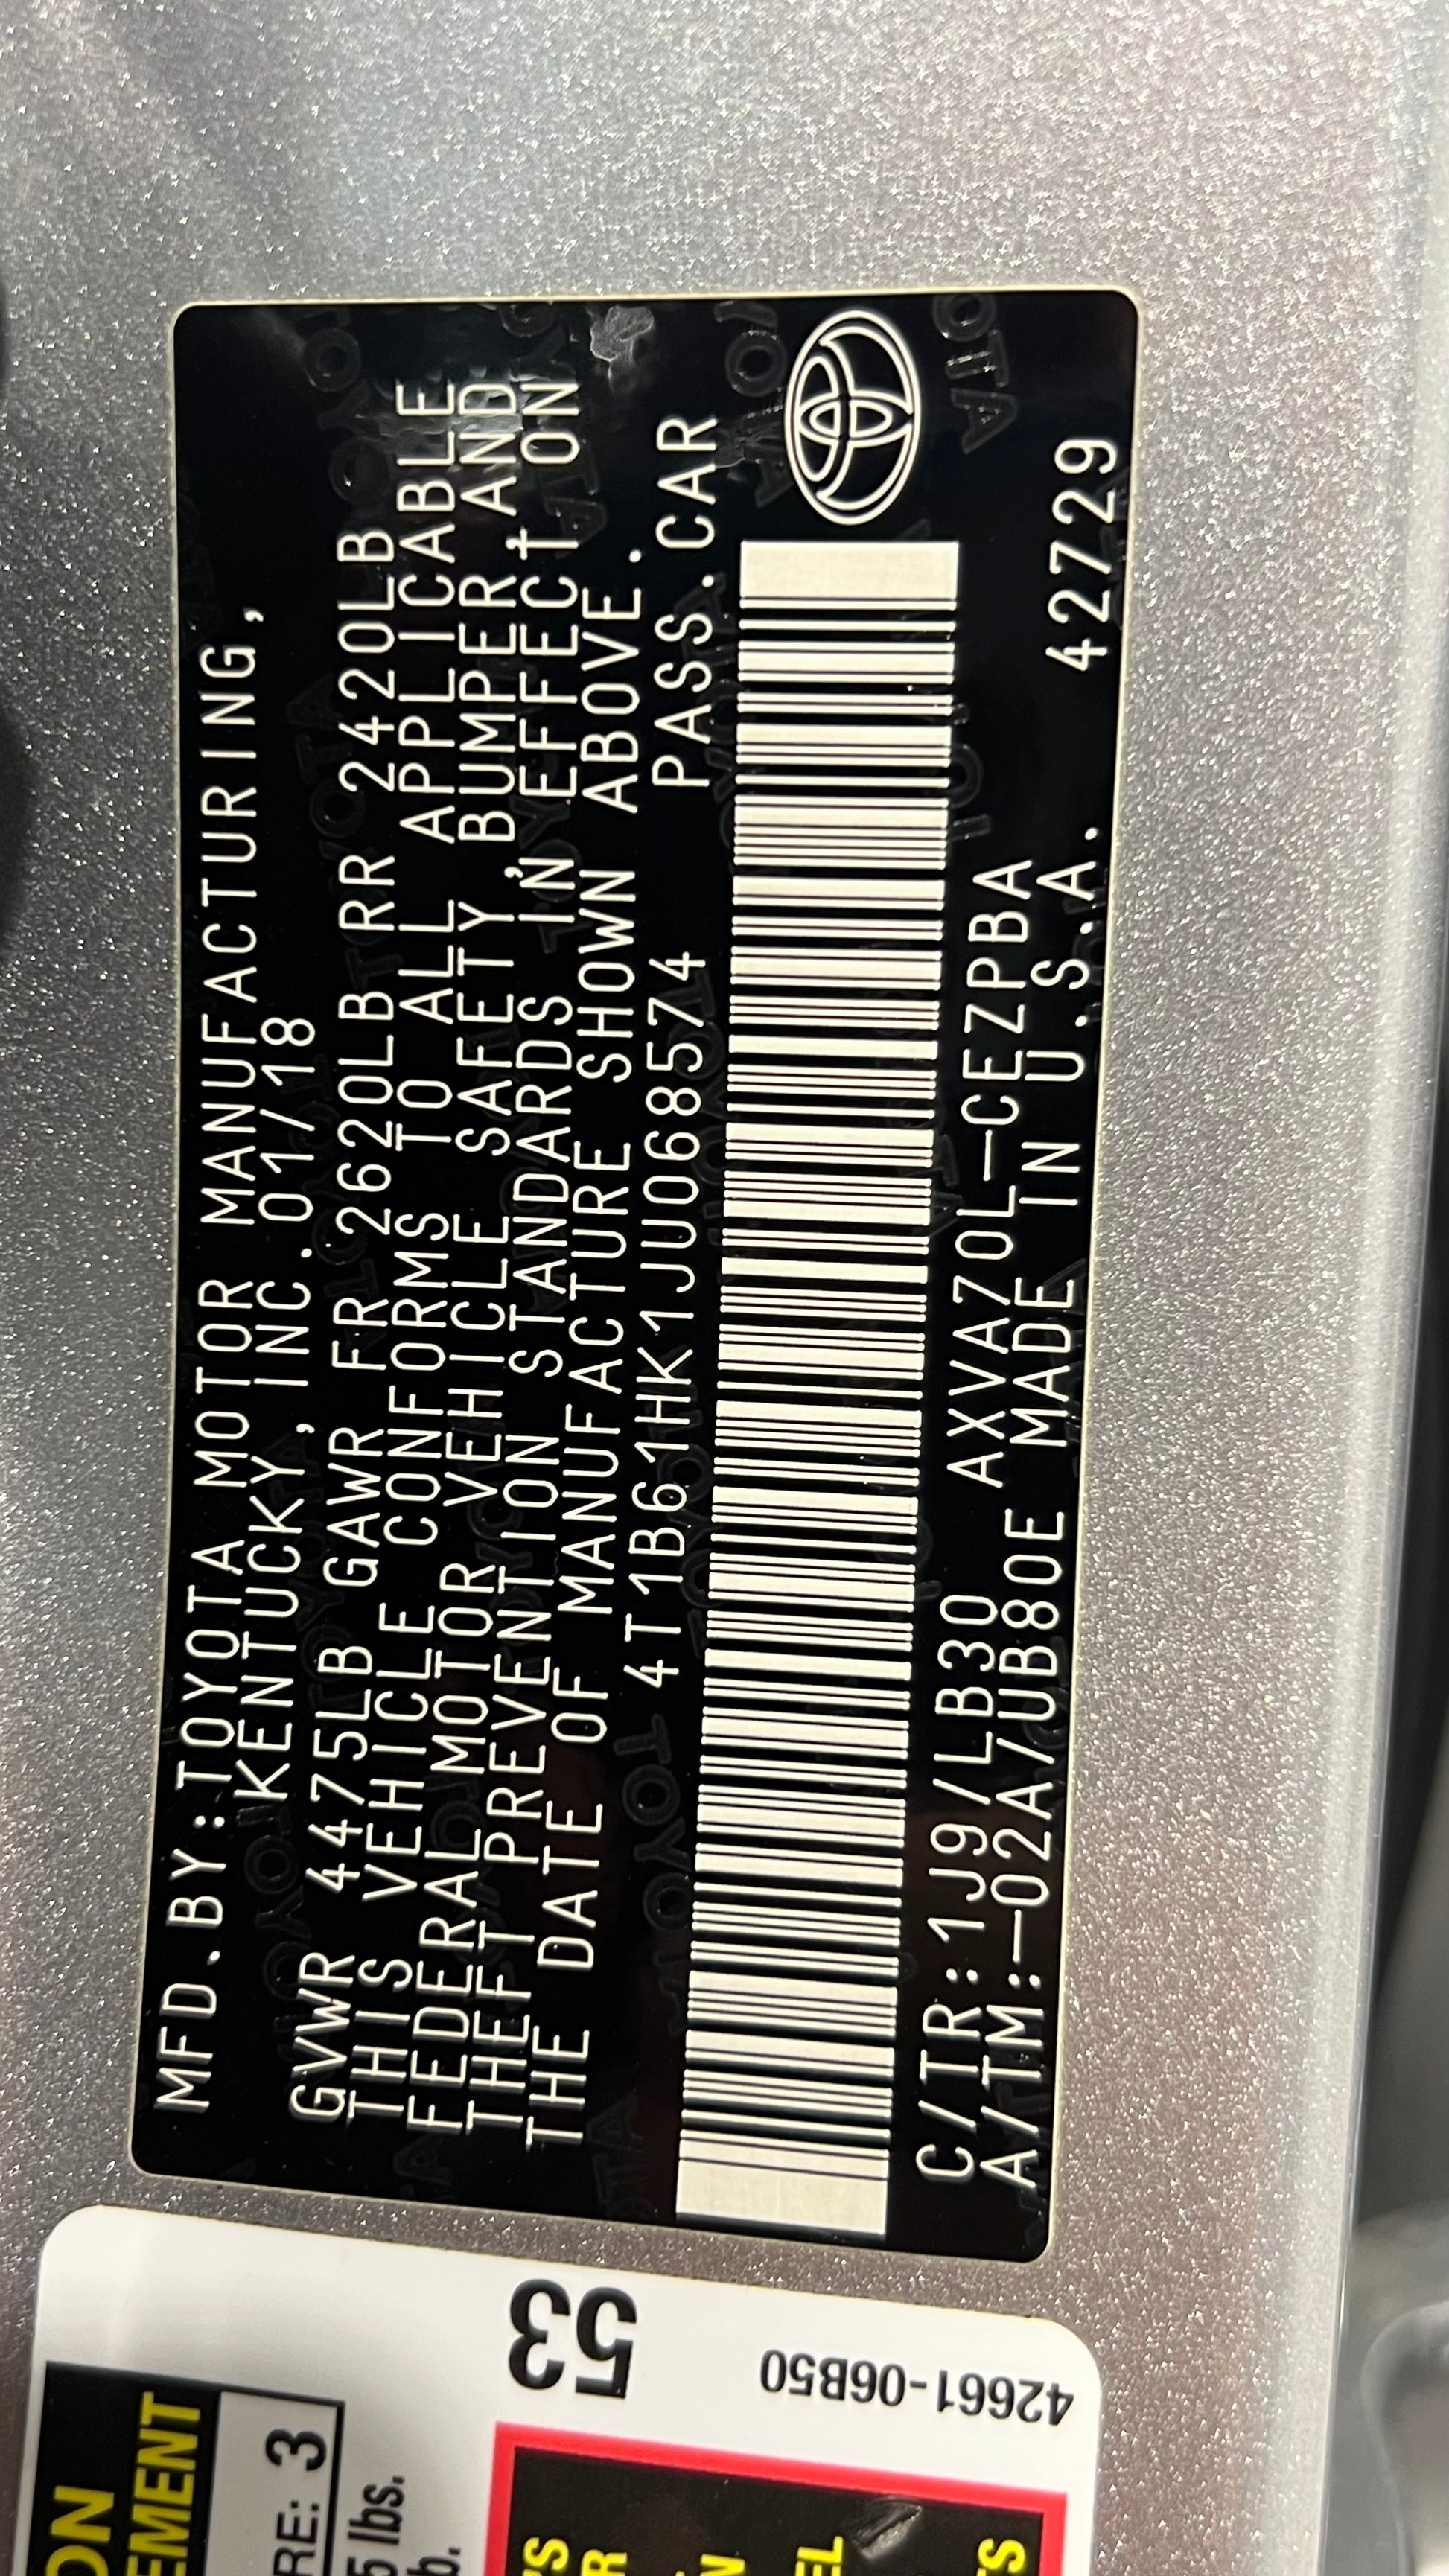 MFD.BY:TOYOTA MOTOR MANUFACTURING,
KENTUCKY, INC. 01/18
GVWR 4475LB GAWR FR 2620LB RR 2420LB
THIS VEHICLE CONFORMS TO ALL APPLICABLE
FEDERAL MOTOR VEHICLE SAFETY, BUMPER, AND
THEFT PREVENTION STANDARDS IN EFFECT ON
THE DATE OF MANUFACTURE SHOWN ABOVE.
4T1B61HK1JU068574 PASS.CAR
C/TR:1J9/LB30 AXVA70L-CEZPBA
A/TM:-02A/UB80E MADE IN U.S.A. 42729
53
42661-06B50
3
5 lbs.